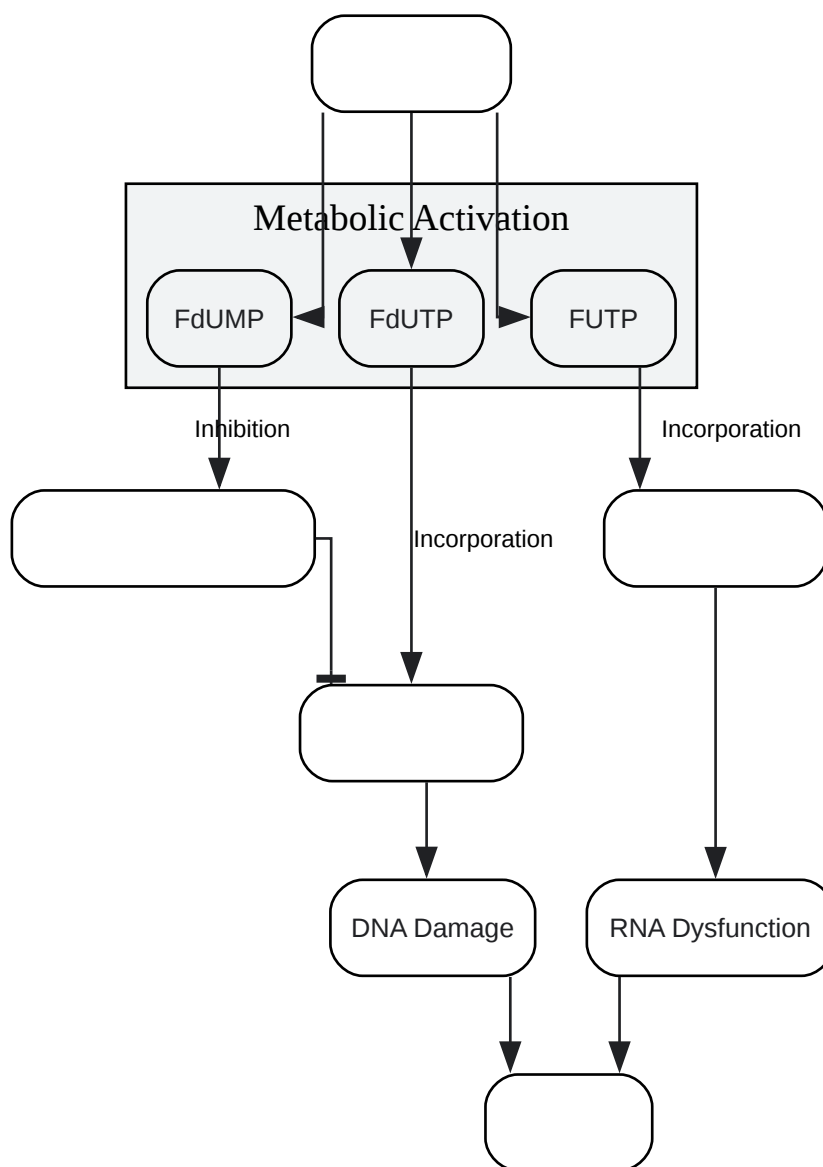 Metabolic Activation
FdUMP
FdUTP
FUTP
Inhibition
Incorporation
Incorporation
DNA Damage
RNA Dysfunction